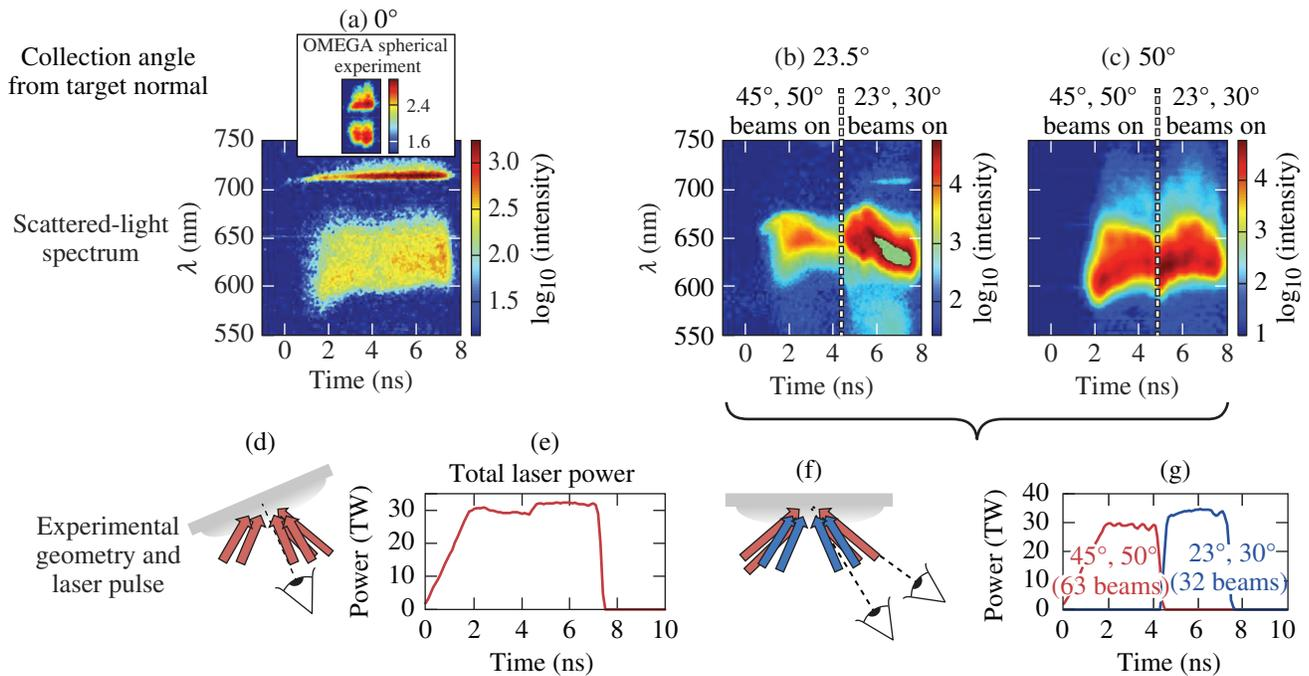 (a) 0°
OMEGA spherical
experiment
2.4
1.6
Collection angle
from target normal
(b) 23.5°
(c) 50°
45°, 50°
beams on
23°, 30°
beams on
45°, 50°
beams on
23°, 30°
beams on
Scattered-light
spectrum
750
700
650
600
550
λ (nm)
0 2 4 6 8
Time (ns)
3.0
2.5
2.0
1.5
log10 (intensity)
750
700
650
600
550
λ (nm)
0 2 4 6 8
Time (ns)
4
3
2
log10 (intensity)
0 2 4 6 8
Time (ns)
4
3
2
1
log10 (intensity)
Experimental
geometry and
laser pulse
(d)
(e)
Total laser power
Power (TW)
30
20
10
0
0 2 4 6 8 10
Time (ns)
(f)
(g)
Power (TW)
40
30
20
10
0
45°, 50°
(63 beams)
23°, 30°
(32 beams)
0 2 4 6 8 10
Time (ns)